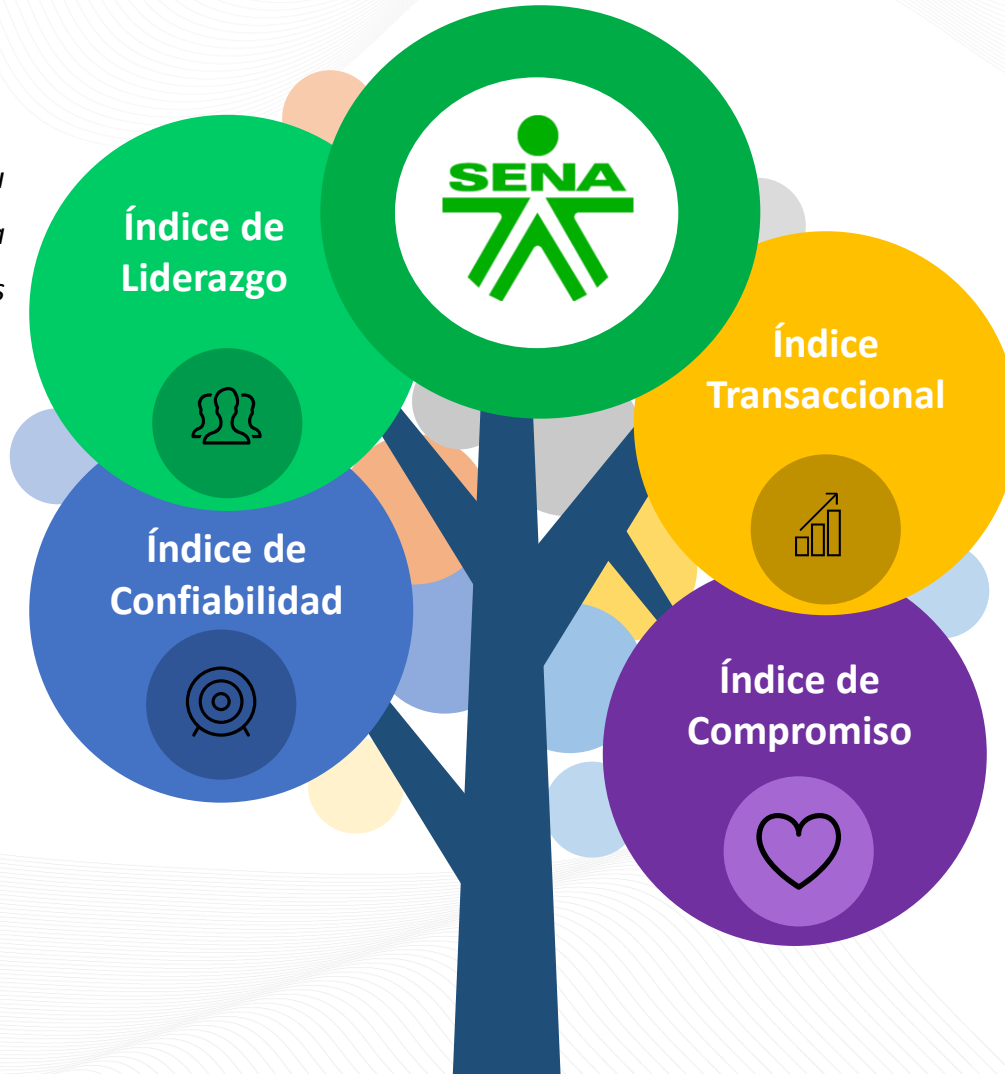 SENA
Índice de
Liderazgo
Índice
Transaccional
Índice de
Confiabilidad
Índice de
Compromiso